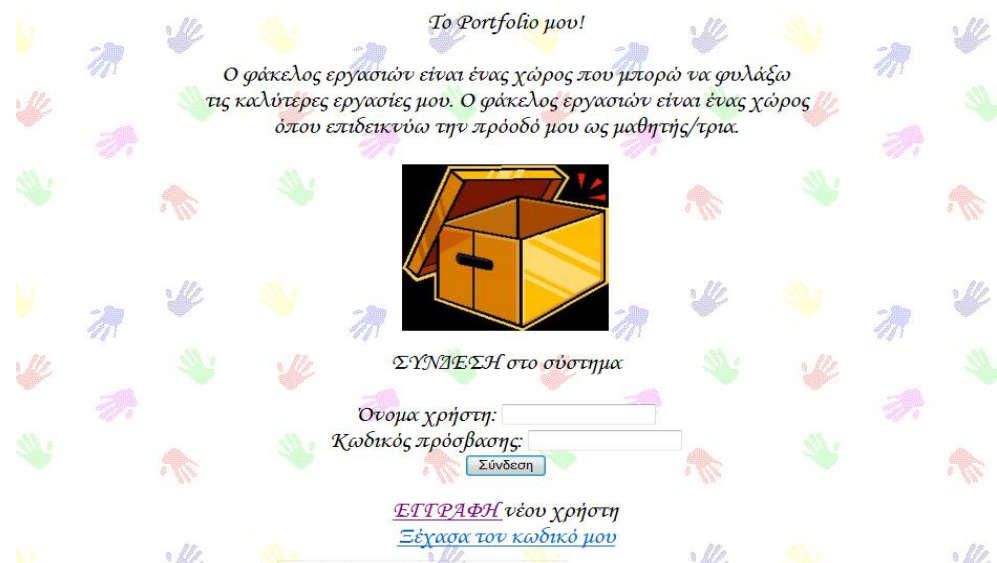 Το Portfolio μου!
Ο φάκελος εργασιών είναι ένας χώρος που μπορώ να φυλάξω
τις καλύτερες εργασίες μου. Ο φάκελος εργασιών είναι ένας χώρος
όπου επιδεικνύω την πρόοδό μου ως μαθητής/τρια.
ΣΥΝΔΕΣΗ στο σύστημα
Όνομα χρήστη:
Κωδικός πρόσβασης:
Σύνδεση
ΕΓΓΡΑΦΗ νέου χρήστη
Ξέχασα τον κωδικό μου